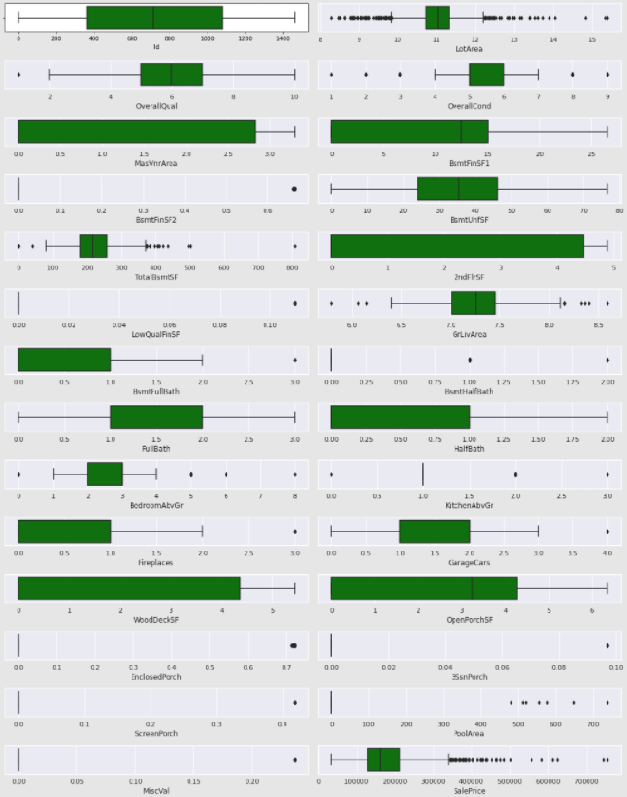 0 200 400 600 800 1000 1200 1400
Id
8 9 10 11 12 13 14 15
LotArea
2 4 6 8 10
OverallQual
1 2 3 4 5 6 7 8 9
OverallCond
0.0 0.5 1.0 1.5 2.0 2.5 3.0
MasVnrArea
0 5 10 15 20 25
BsmtFinSF1
0.0 0.1 0.2 0.3 0.4 0.5 0.6
BsmtFinSF2
0 10 20 30 40 50 60 70 80
BsmtUnfSF
0 100 200 300 400 500 600 700 800
TotalBsmtSF
0 1 2 3 4 5
2ndFlrSF
0.00 0.02 0.04 0.06 0.08 0.10
LowQualFinSF
6.0 6.5 7.0 7.5 8.0 8.5
GrLivArea
0.0 0.5 1.0 1.5 2.0 2.5 3.0
BsmtFullBath
0.00 0.25 0.50 0.75 1.00 1.25 1.50 1.75 2.00
BsmtHalfBath
0.0 0.5 1.0 1.5 2.0 2.5 3.0
FullBath
0.00 0.25 0.50 0.75 1.00 1.25 1.50 1.75 2.00
HalfBath
0 1 2 3 4 5 6 7 8
BedroomAbvGr
0.0 0.5 1.0 1.5 2.0 2.5 3.0
KitchenAbvGr
0.0 0.5 1.0 1.5 2.0 2.5 3.0
Fireplaces
0.0 0.5 1.0 1.5 2.0 2.5 3.0 3.5 4.0
GarageCars
0 1 2 3 4 5
WoodDeckSF
0 1 2 3 4 5 6
OpenPorchSF
0.0 0.1 0.2 0.3 0.4 0.5 0.6 0.7
EnclosedPorch
0.00 0.02 0.04 0.06 0.08 0.10
3SsnPorch
0.0 0.1 0.2 0.3 0.4
ScreenPorch
0 100 200 300 400 500 600 700
PoolArea
0.00 0.05 0.10 0.15 0.20
MiscVal
0 100000 200000 300000 400000 500000 600000 700000
SalePrice